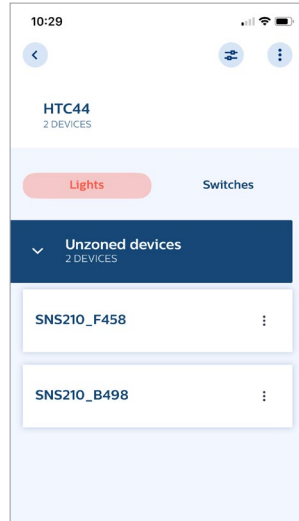 10:29
HTC44
2 DEVICES
Lights Switches
Unzoned devices
2 DEVICES
SNS210_F458
SNS210_B498